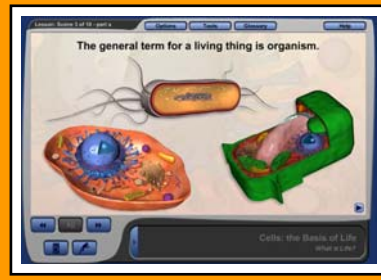 Lesson: Scene 3 of 18 - part a
Options
Tools
Glossary
Help
The general term for a living thing is organism.
Cells: the Basis of Life
What is Life?